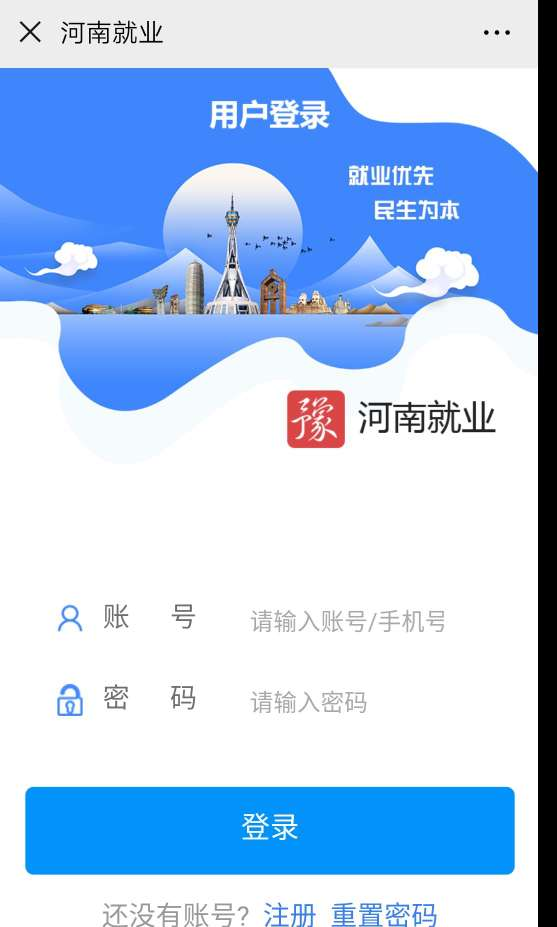 河南就业
用户登录
就业优先
民生为本
豫 河南就业
账 号 请输入账号/手机号
密 码 请输入密码
登录
还没有账号? 注册 重置密码